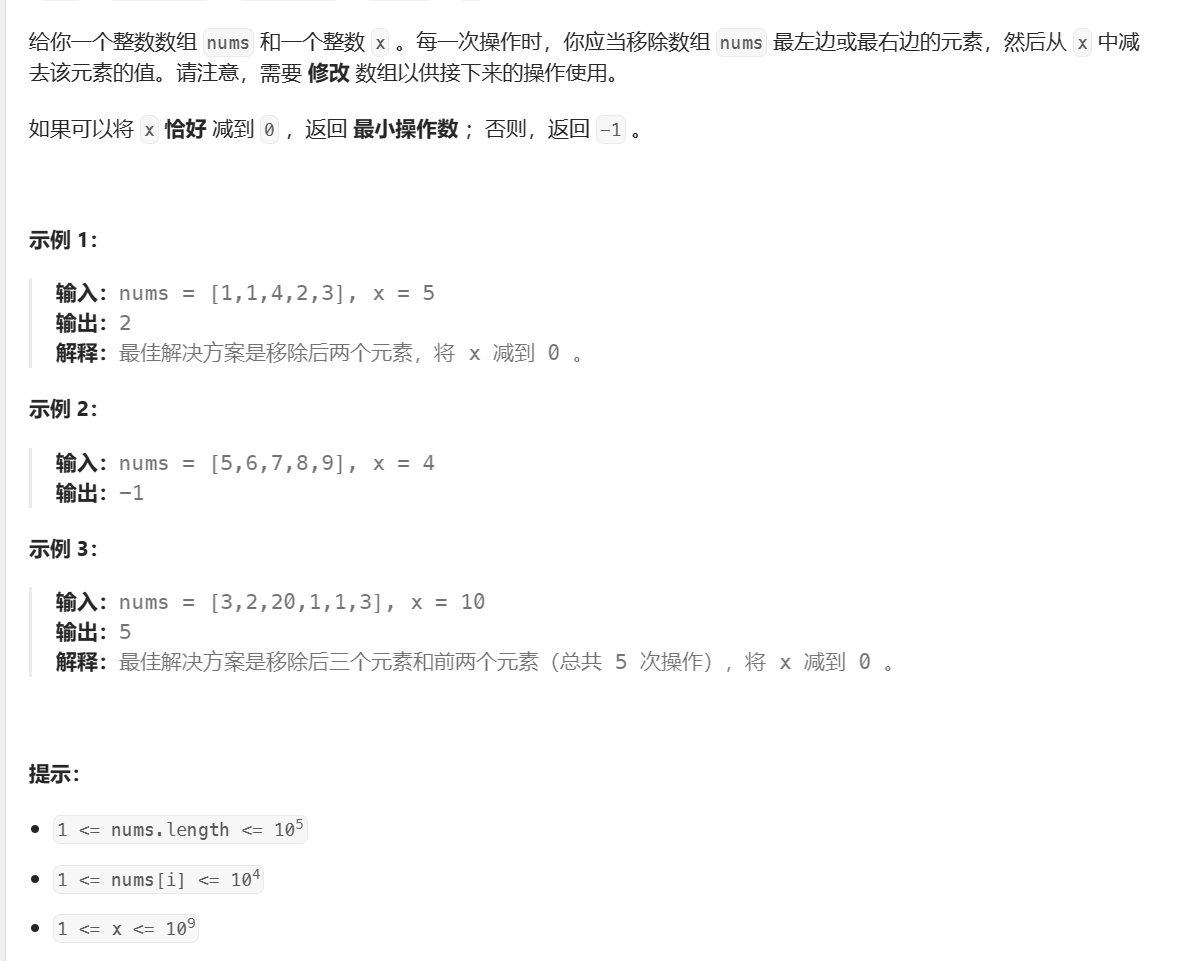 给你一个整数数组 nums 和一个整数 x 。每一次操作时，你应当移除数组 nums 最左边或最右边的元素，然后从 x 中减
去该元素的值。请注意，需要 修改 数组以供接下来的操作使用。
如果可以将 x 恰好 减到 0 ，返回 最小操作数 ；否则，返回 -1 。
示例 1：
输入：nums = [1,1,4,2,3], x = 5
输出：2
解释：最佳解决方案是移除后两个元素，将 x 减到 0 。
示例 2：
输入：nums = [5,6,7,8,9], x = 4
输出：-1
示例 3：
输入：nums = [3,2,20,1,1,3], x = 10
输出：5
解释：最佳解决方案是移除后三个元素和前两个元素（总共 5 次操作），将 x 减到 0 。
提示：
• 1 <= nums.length <= 10⁵
• 1 <= nums[i] <= 10⁴
• 1 <= x <= 10⁹